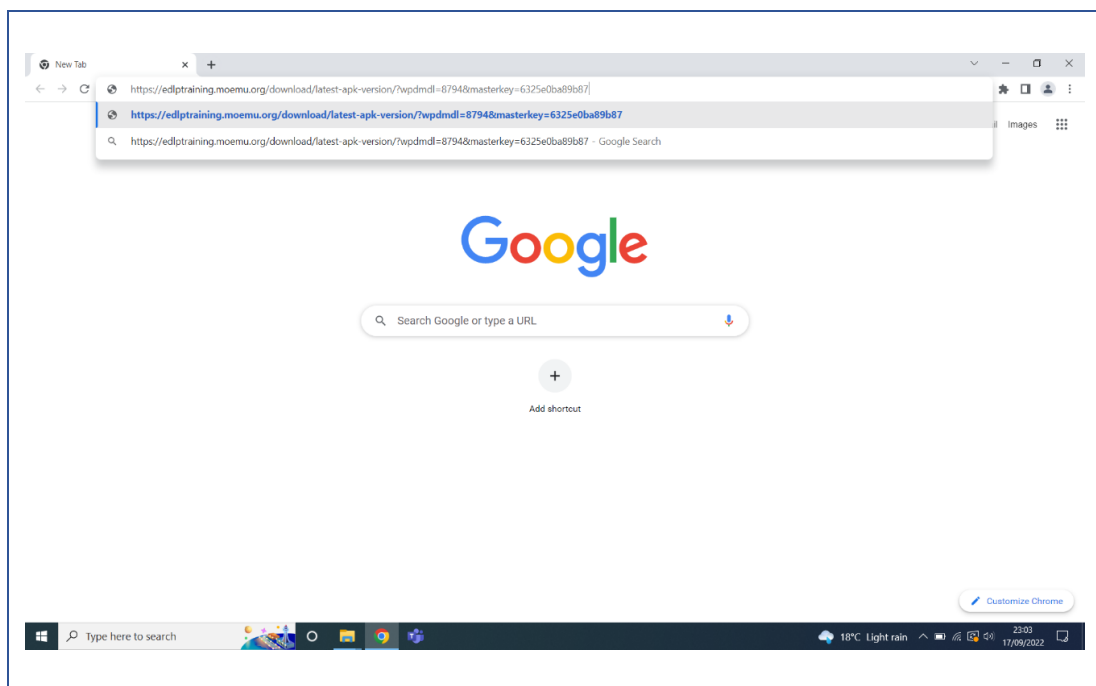 New Tab
https://edlptraining.moemu.org/download/latest-apk-version/?wpdmdl=8794&masterkey=6325e0ba89b87
https://edlptraining.moemu.org/download/latest-apk-version/?wpdmdl=8794&masterkey=6325e0ba89b87
https://edlptraining.moemu.org/download/latest-apk-version/?wpdmdl=8794&masterkey=6325e0ba89b87 - Google Search
Images
Google
Search Google or type a URL
Add shortcut
Customize Chrome
Type here to search
18°C Light rain
23:03
17/09/2022